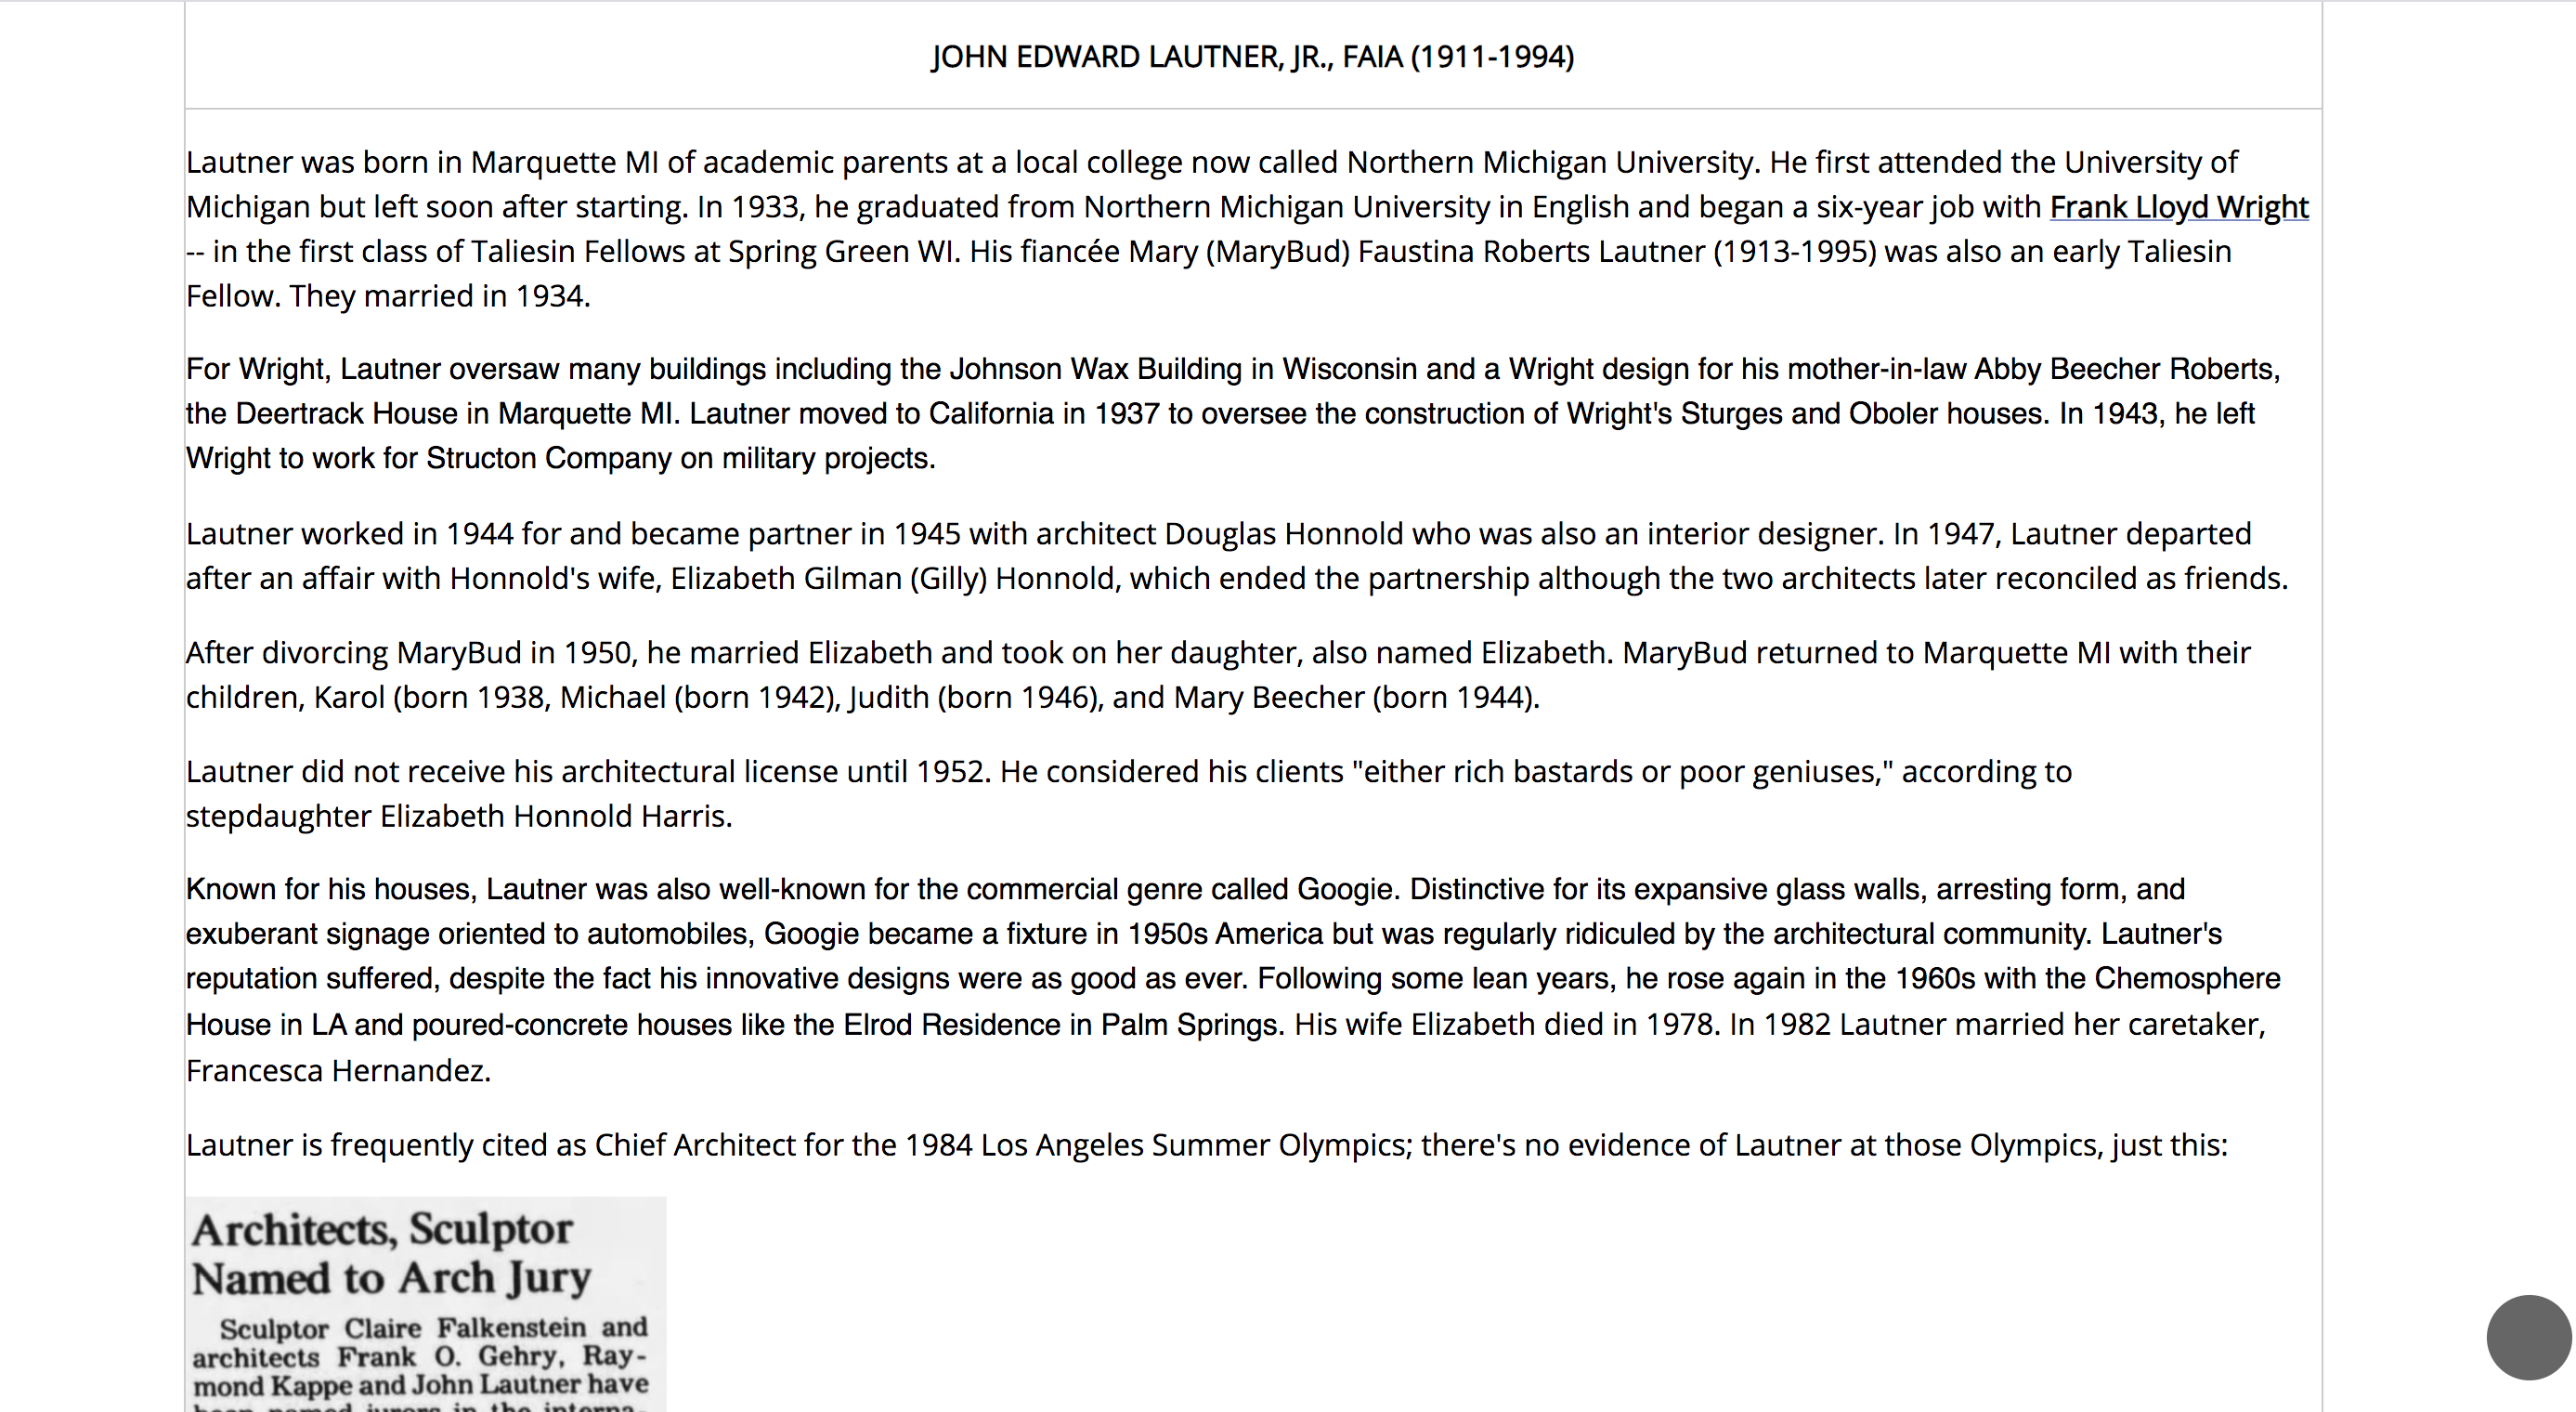 JOHN EDWARD LAUTNER, JR., FAIA (1911-1994)
Lautner was born in Marquette MI of academic parents at a local college now called Northern Michigan University. He first attended the University of
Michigan but left soon after starting. In 1933, he graduated from Northern Michigan University in English and began a six-year job with Frank Lloyd Wright
-- in the first class of Taliesin Fellows at Spring Green WI. His fiancée Mary (MaryBud) Faustina Roberts Lautner (1913-1995) was also an early Taliesin
Fellow. They married in 1934.
For Wright, Lautner oversaw many buildings including the Johnson Wax Building in Wisconsin and a Wright design for his mother-in-law Abby Beecher Roberts,
the Deertrack House in Marquette MI. Lautner moved to California in 1937 to oversee the construction of Wright's Sturges and Oboler houses. In 1943, he left
Wright to work for Structon Company on military projects.
Lautner worked in 1944 for and became partner in 1945 with architect Douglas Honnold who was also an interior designer. In 1947, Lautner departed
after an affair with Honnold's wife, Elizabeth Gilman (Gilly) Honnold, which ended the partnership although the two architects later reconciled as friends.
After divorcing MaryBud in 1950, he married Elizabeth and took on her daughter, also named Elizabeth. MaryBud returned to Marquette MI with their
children, Karol (born 1938, Michael (born 1942), Judith (born 1946), and Mary Beecher (born 1944).
Lautner did not receive his architectural license until 1952. He considered his clients "either rich bastards or poor geniuses," according to
stepdaughter Elizabeth Honnold Harris.
Known for his houses, Lautner was also well-known for the commercial genre called Googie. Distinctive for its expansive glass walls, arresting form, and
exuberant signage oriented to automobiles, Googie became a fixture in 1950s America but was regularly ridiculed by the architectural community. Lautner's
reputation suffered, despite the fact his innovative designs were as good as ever. Following some lean years, he rose again in the 1960s with the Chemosphere
House in LA and poured-concrete houses like the Elrod Residence in Palm Springs. His wife Elizabeth died in 1978. In 1982 Lautner married her caretaker,
Francesca Hernandez.
Lautner is frequently cited as Chief Architect for the 1984 Los Angeles Summer Olympics; there's no evidence of Lautner at those Olympics, just this:
Architects, Sculptor
Named to Arch Jury
Sculptor Claire Falkenstein and
architects Frank O. Gehry, Ray-
mond Kappe and John Lautner have
been named jurors in the interna-